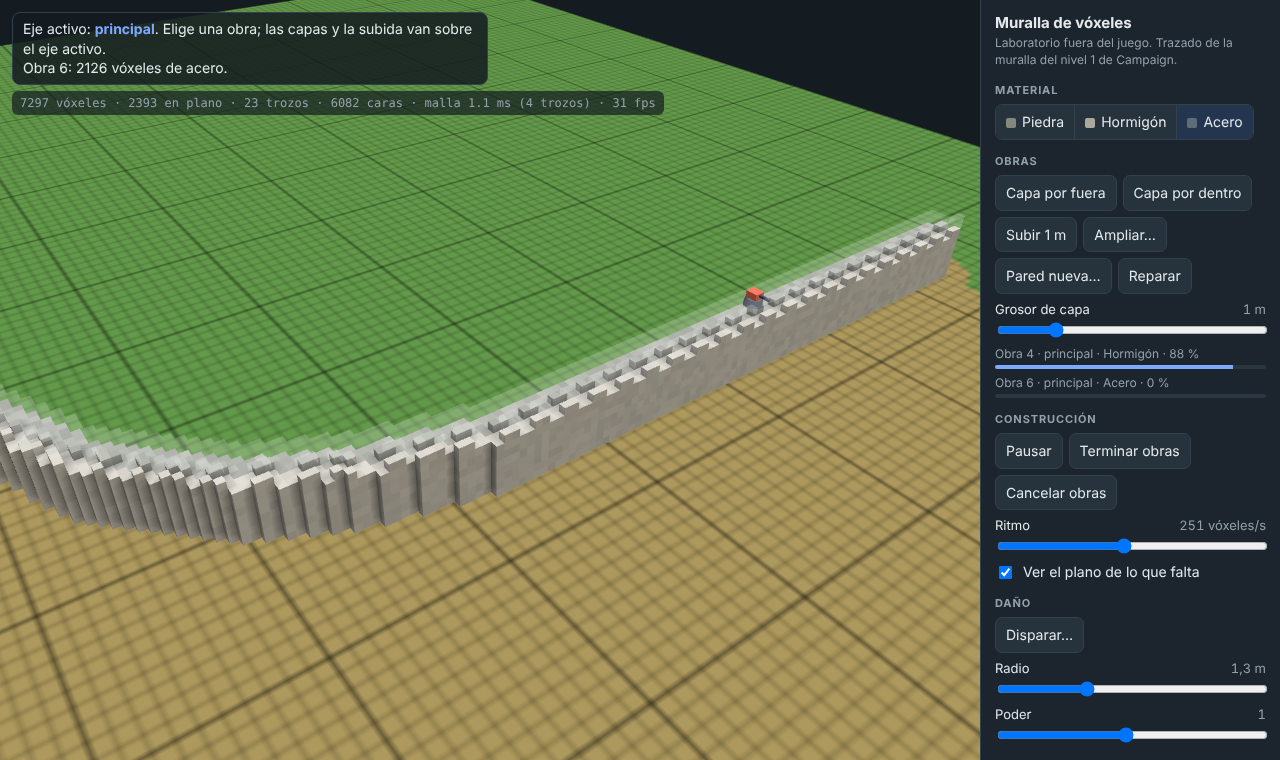 Eje activo: principal. Elige una obra; las capas y la subida van sobre
el eje activo.
Obra 6: 2126 vóxeles de acero.
7297 vóxeles · 2393 en plano · 23 trozos · 6082 caras · malla 1.1 ms (4 trozos) · 31 fps
Muralla de vóxeles
Laboratorio fuera del juego. Trazado de la
muralla del nivel 1 de Campaign.
MATERIAL
Piedra
Hormigón
Acero
OBRAS
Capa por fuera
Capa por dentro
Subir 1 m
Ampliar...
Pared nueva...
Reparar
Grosor de capa
1 m
Obra 4 · principal · Hormigón · 88 %
Obra 6 · principal · Acero · 0 %
CONSTRUCCIÓN
Pausar
Terminar obras
Cancelar obras
Ritmo
251 vóxeles/s
Ver el plano de lo que falta
DAÑO
Disparar...
Radio
1,3 m
Poder
1